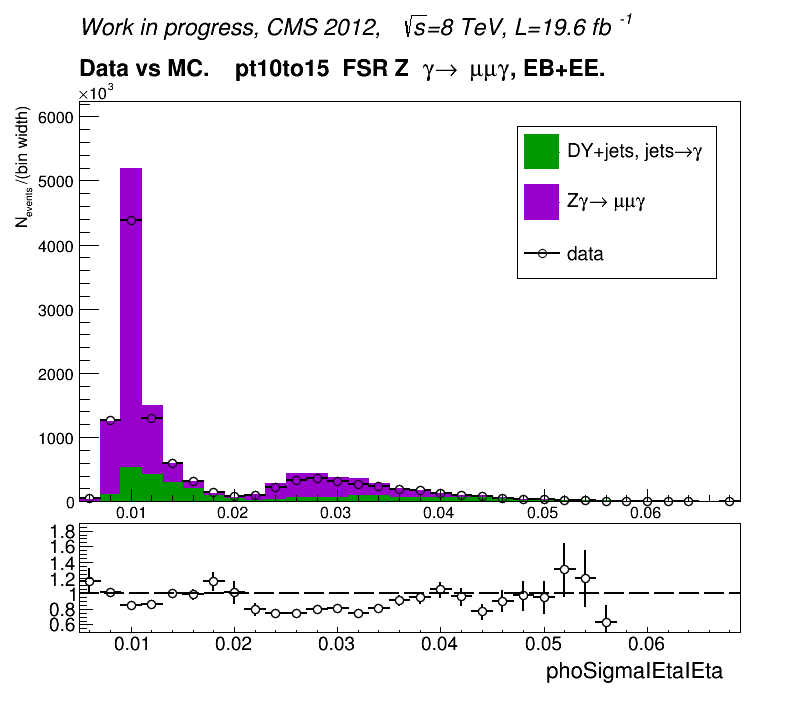 Work in progress, CMS 2012, √s=8 TeV, L=19.6 fb⁻¹
Data vs MC. pt10to15 FSR Z γ→ μμγ, EB+EE.
×10³
N_events/(bin width)
6000
5000
4000
3000
2000
1000
0
DY+jets, jets→γ
Zγ→ μμγ
data
0.01 0.02 0.03 0.04 0.05 0.06
1.8
1.6
1.4
1.2
1
0.8
0.6
0.01 0.02 0.03 0.04 0.05 0.06
phoSigmaIEtaIEta